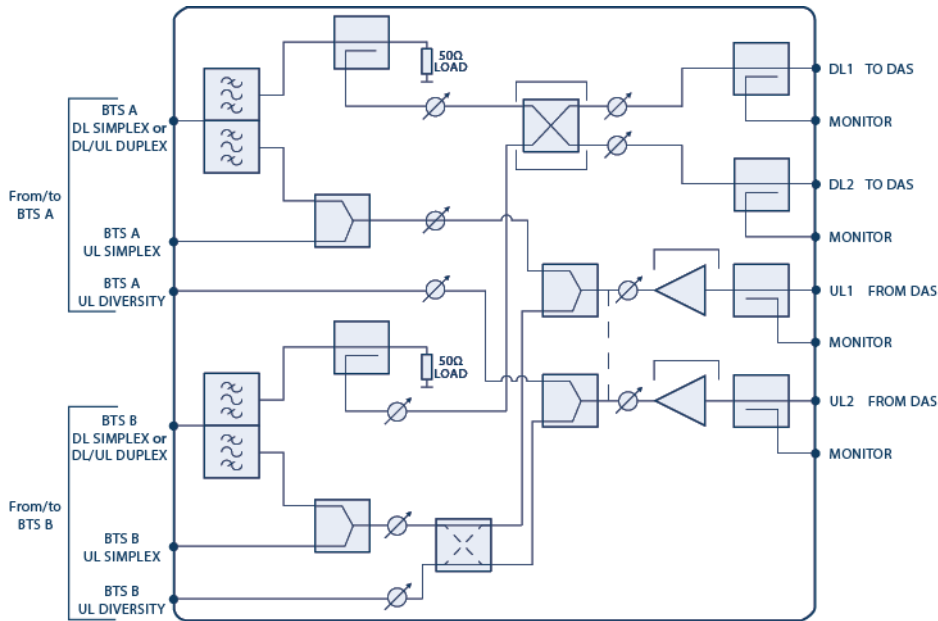 50Ω
LOAD
DL1 TO DAS
BTS A
DL SIMPLEX or
DL/UL DUPLEX
MONITOR
From/to
BTS A
DL2 TO DAS
BTS A
UL SIMPLEX
MONITOR
BTS A
UL DIVERSITY
UL1 FROM DAS
MONITOR
50Ω
LOAD
UL2 FROM DAS
BTS B
DL SIMPLEX or
DL/UL DUPLEX
MONITOR
From/to
BTS B
BTS B
UL SIMPLEX
BTS B
UL DIVERSITY